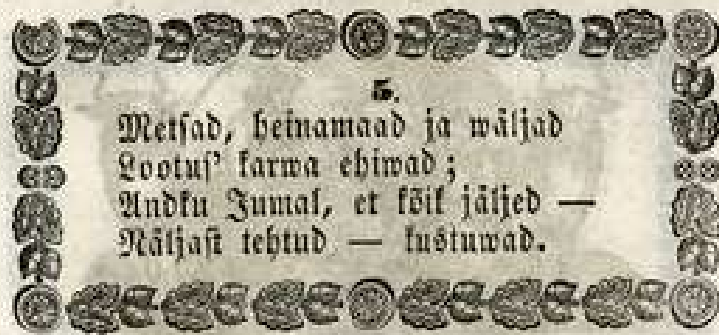 5.
Metsad, heinamaad ja wäljad
Lootus' karwa ehiwad;
Andku Jumal, et kõik jäljed —
Näljast tehtud — kustuwad.